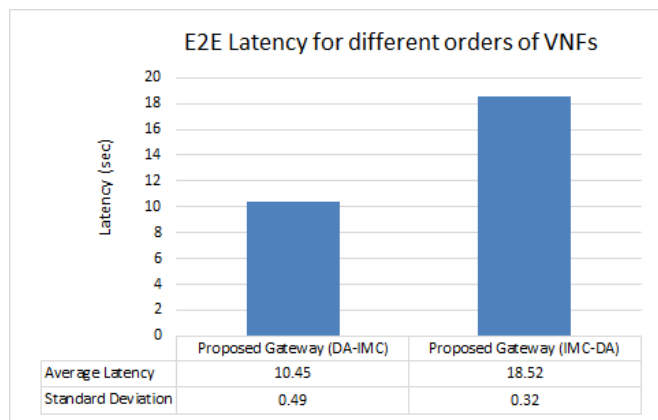 E2E Latency for different orders of VNFs
Latency (sec)
20
18
16
14
12
10
8
6
4
2
0
Proposed Gateway (DA-IMC) Proposed Gateway (IMC-DA)
Average Latency 10.45 18.52
Standard Deviation 0.49 0.32